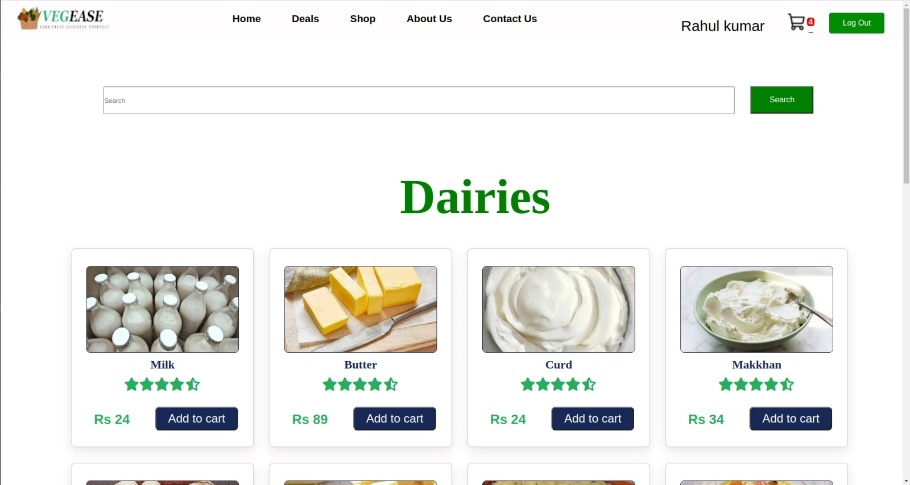 VEGEASE
Home Deals Shop About Us Contact Us
Rahul kumar
4
Log Out
Search
Search
Dairies
Milk
Rs 24
Add to cart
Butter
Rs 89
Add to cart
Curd
Rs 24
Add to cart
Makkhan
Rs 34
Add to cart